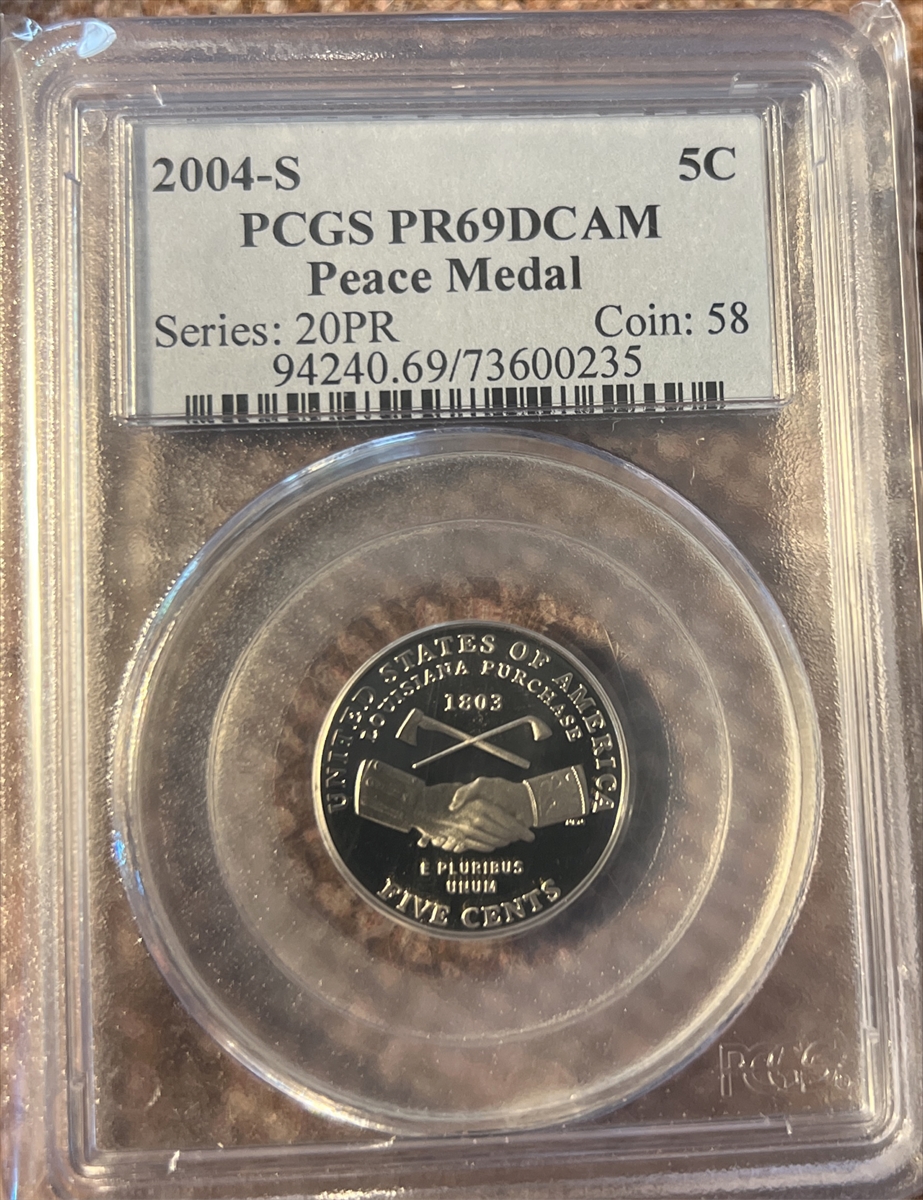 2004-S 5C
PCGS PR69DCAM
Peace Medal
Series: 20PR Coin: 58
94240.69/73600235
UNITED STATES OF AMERICA
LOUISIANA PURCHASE
1803
E PLURIBUS
UNUM
FIVE CENTS
PCGS